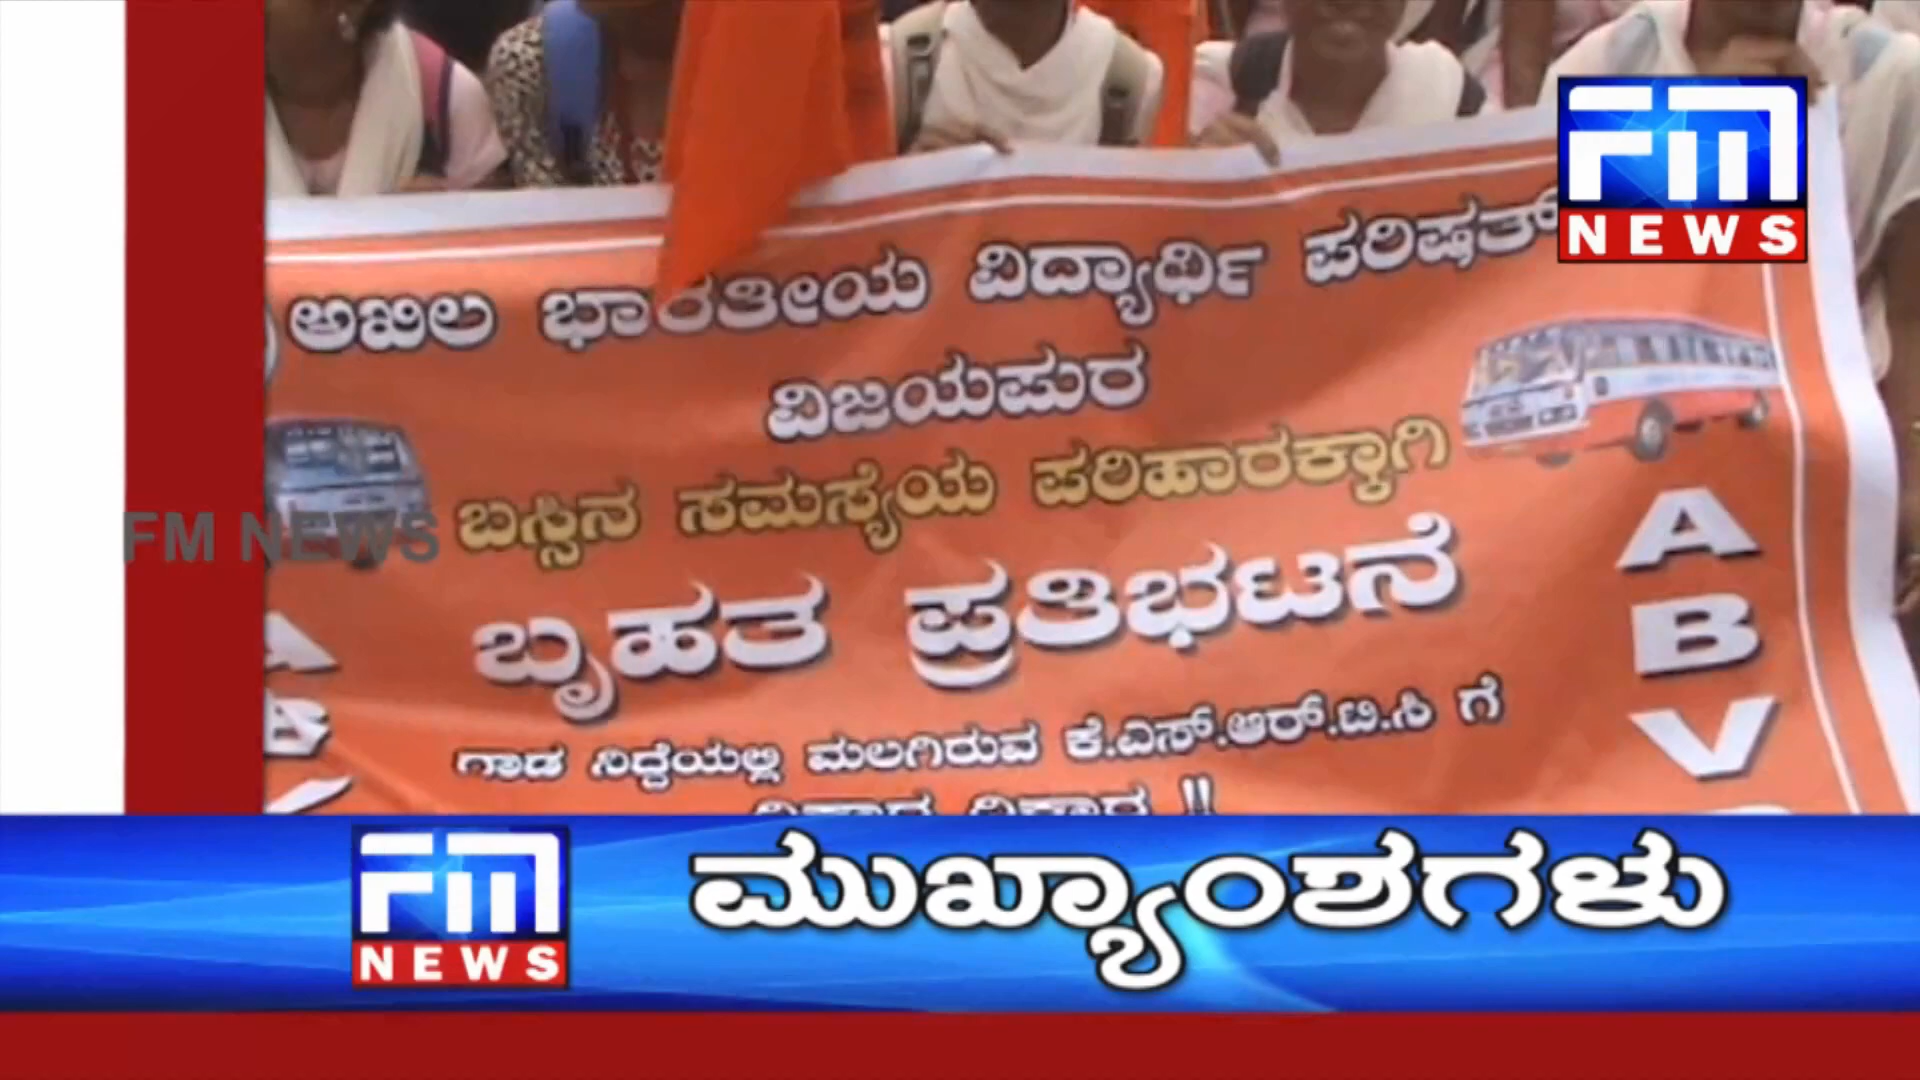 FM
NEWS
ಅಖಿಲ ಭಾರತೀಯ ವಿದ್ಯಾರ್ಥಿ ಪರಿಷತ್
ವಿಜಯಪುರ
ಬಸ್ಸಿನ ಸಮಸ್ಯೆಯ ಪರಿಹಾರಕ್ಕಾಗಿ
FM NEWS
ಬೃಹತ ಪ್ರತಿಭಟನೆ
ಗಾಡ ನಿದ್ದೆಯಲ್ಲಿ ಮಲಗಿರುವ ಕೆ.ಎಸ್.ಆರ್.ಟಿ.ಸಿ ಗೆ
A
B
V
FM
NEWS
ಮುಖ್ಯಾಂಶಗಳು